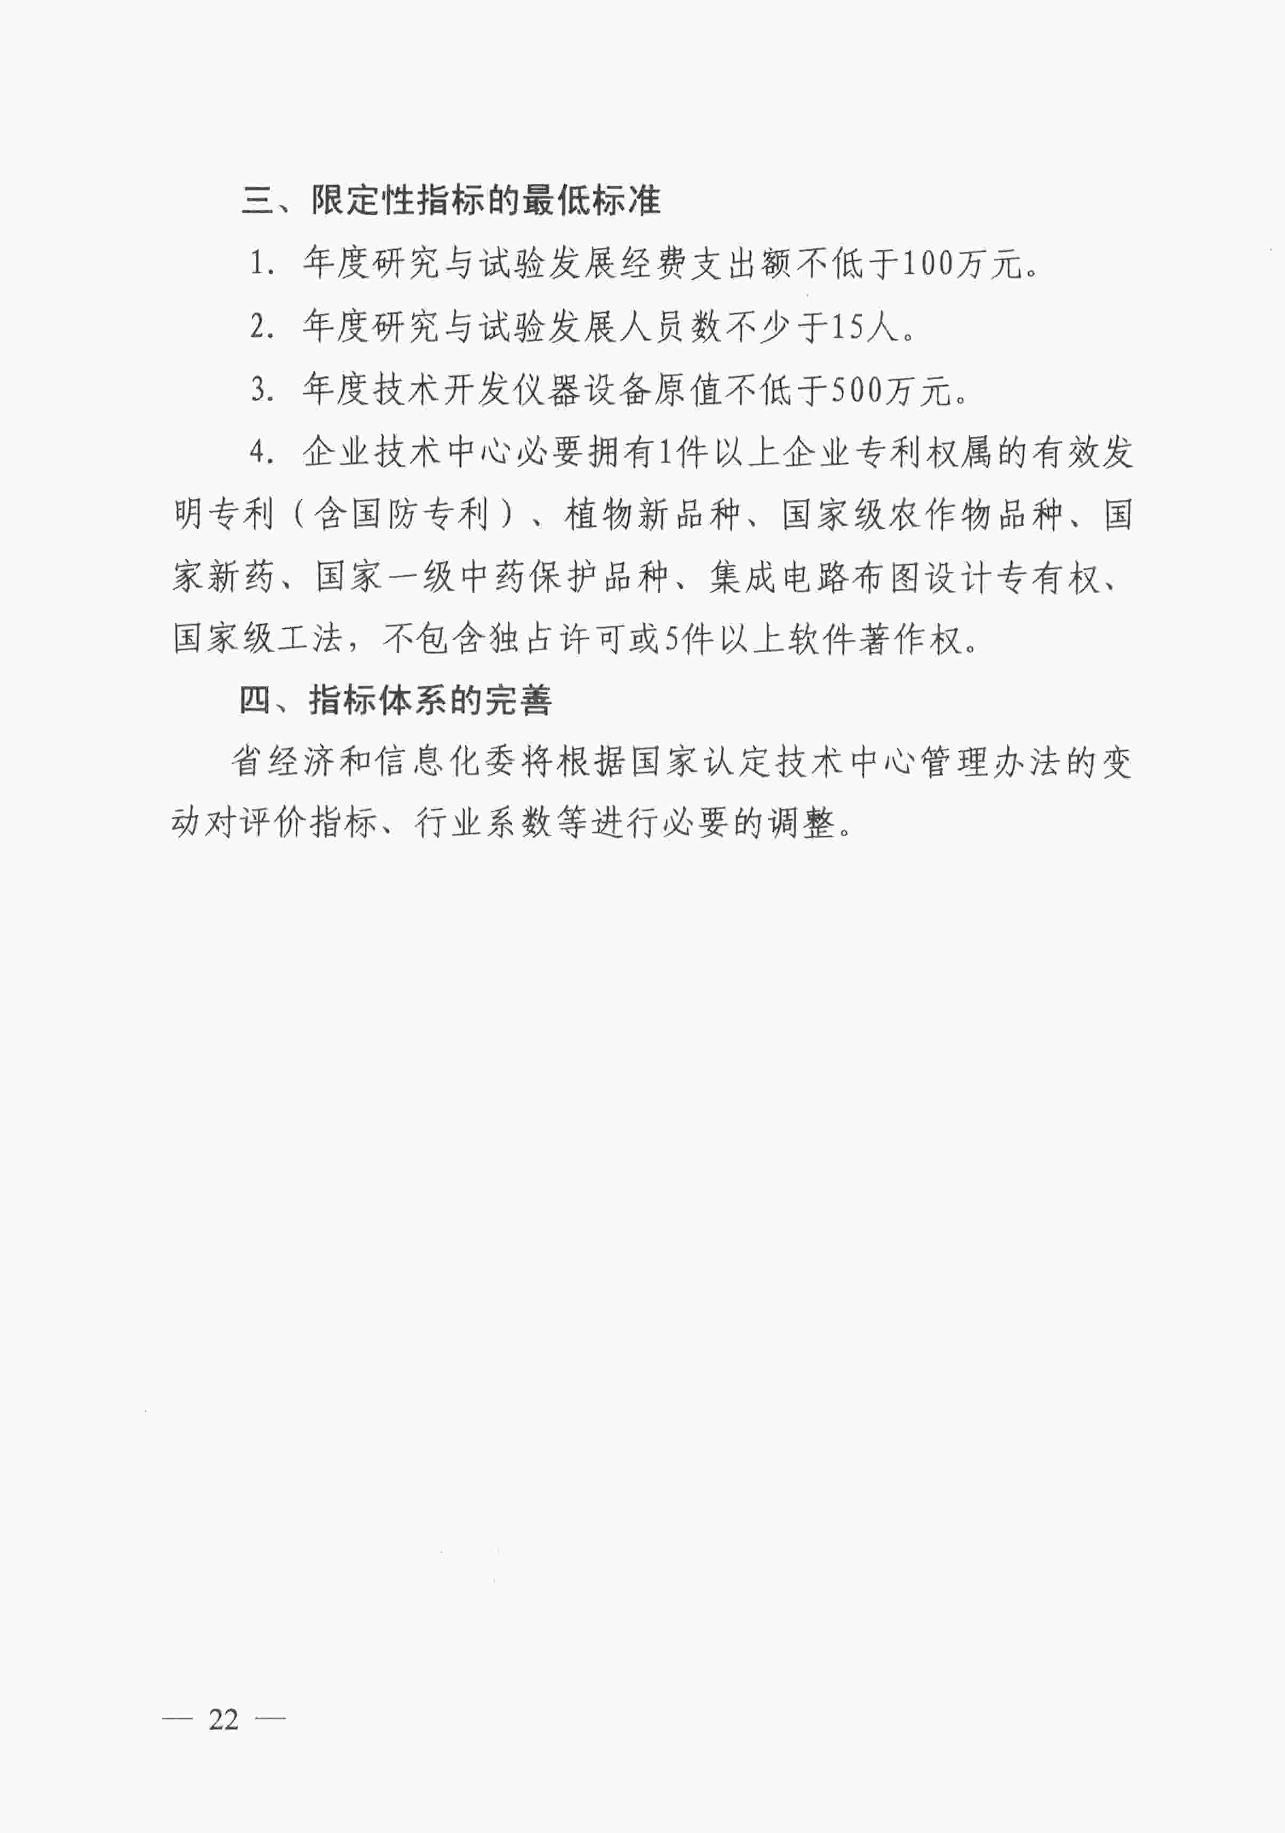 三、限定性指标的最低标准
1. 年度研究与试验发展经费支出额不低于100万元。
2. 年度研究与试验发展人员数不少于15人。
3. 年度技术开发仪器设备原值不低于500万元。
4. 企业技术中心必要拥有1件以上企业专利权属的有效发
明专利（含国防专利）、植物新品种、国家级农作物品种、国
家新药、国家一级中药保护品种、集成电路布图设计专有权、
国家级工法，不包含独占许可或5件以上软件著作权。
四、指标体系的完善
省经济和信息化委将根据国家认定技术中心管理办法的变
动对评价指标、行业系数等进行必要的调整。
— 22 —